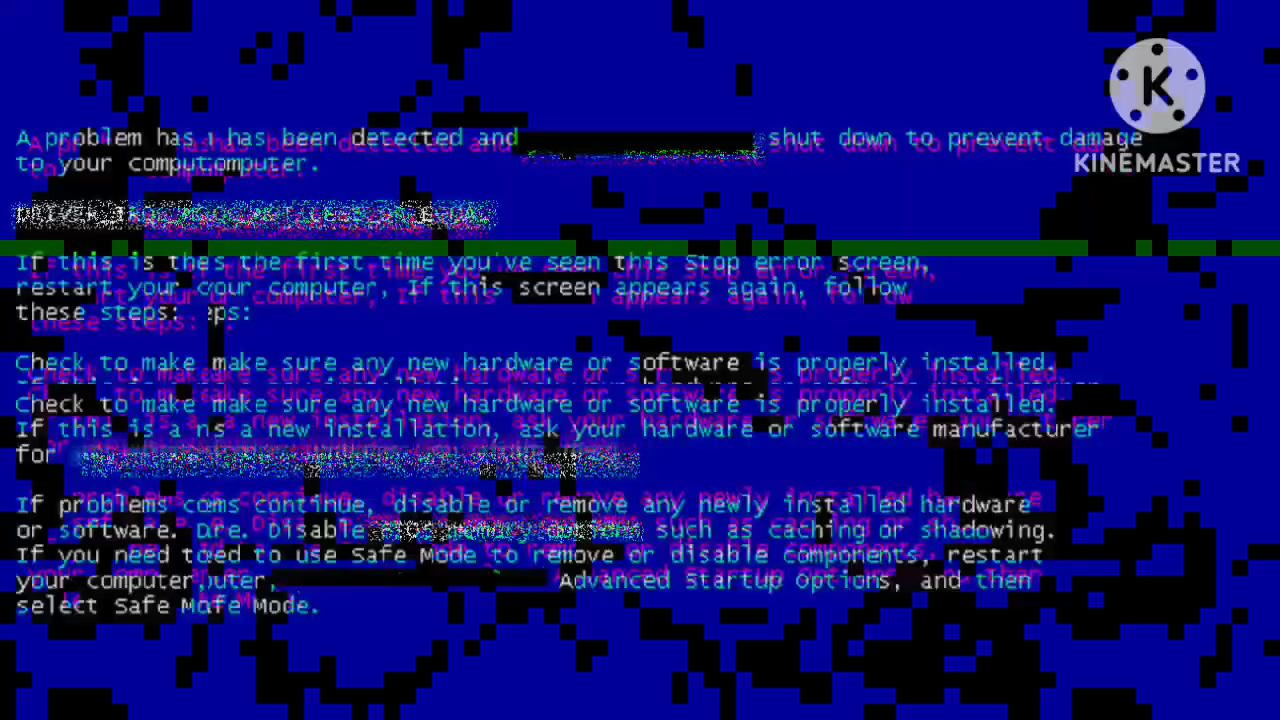 A problem has ı has been detected and shut down to prevent damage
to your computomputer.
K
KINEMASTER
If this is thes the first time you've seen this Stop error screen,
restart your cour computer, If this screen appears again, follow
these steps: eps:
Check to make make sure any new hardware or software is properly installed.
Check to make make sure any new hardware or software is properly installed.
If this is a ns a new installation, ask your hardware or software manufacturer
for
If problems coms continue, disable or remove any newly installed hardware
or software. Dre. Disable such as caching or shadowing.
If you need toed to use Safe Mode to remove or disable components, restart
your computer,puter, Advanced Startup Options, and then
select Safe Mofe Mode.